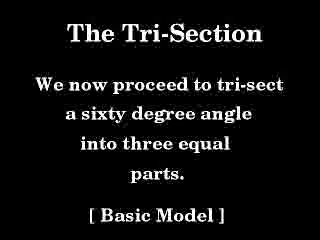 The Tri-Section
We now proceed to tri-sect
a sixty degree angle
into three equal
parts.
[ Basic Model ]